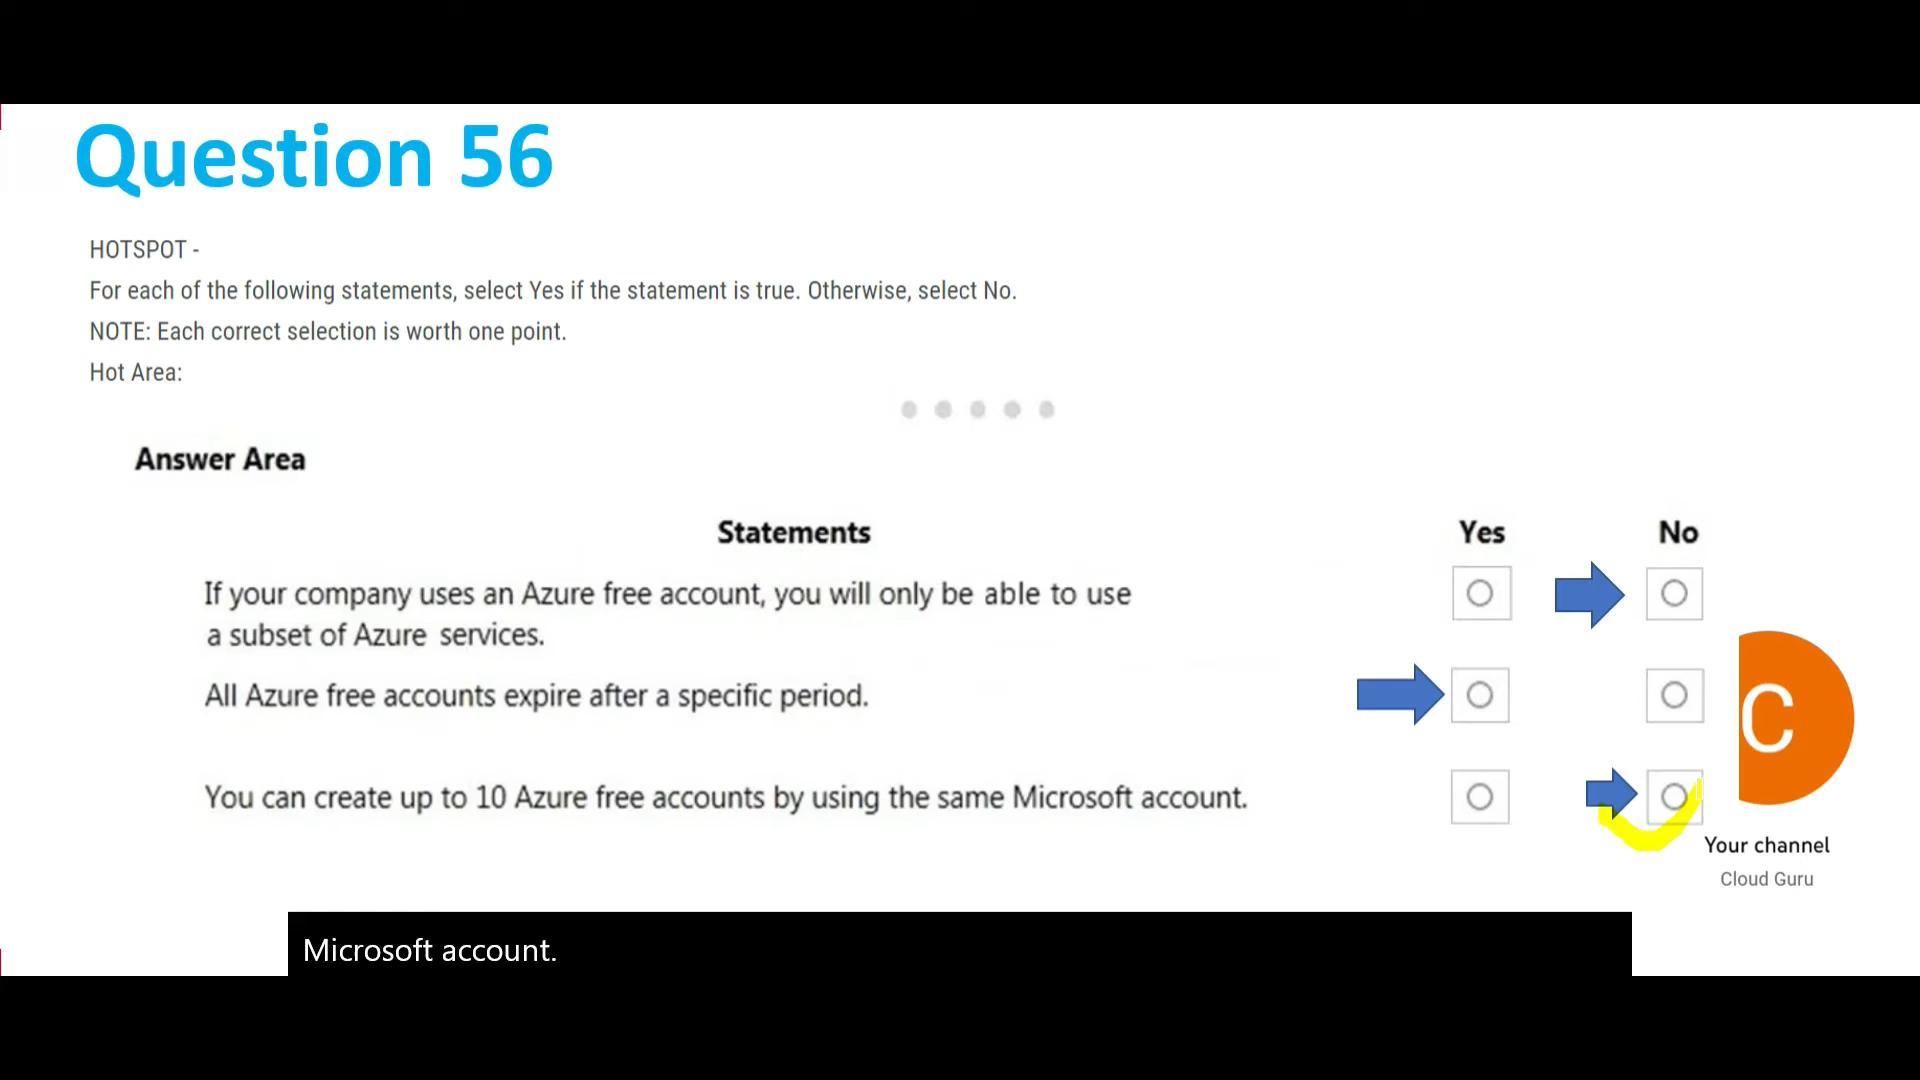 Question 56
HOTSPOT -
For each of the following statements, select Yes if the statement is true. Otherwise, select No.
NOTE: Each correct selection is worth one point.
Hot Area:
Answer Area
Statements Yes No
If your company uses an Azure free account, you will only be able to use
a subset of Azure services.
All Azure free accounts expire after a specific period.
You can create up to 10 Azure free accounts by using the same Microsoft account.
C
Your channel
Cloud Guru
Microsoft account.